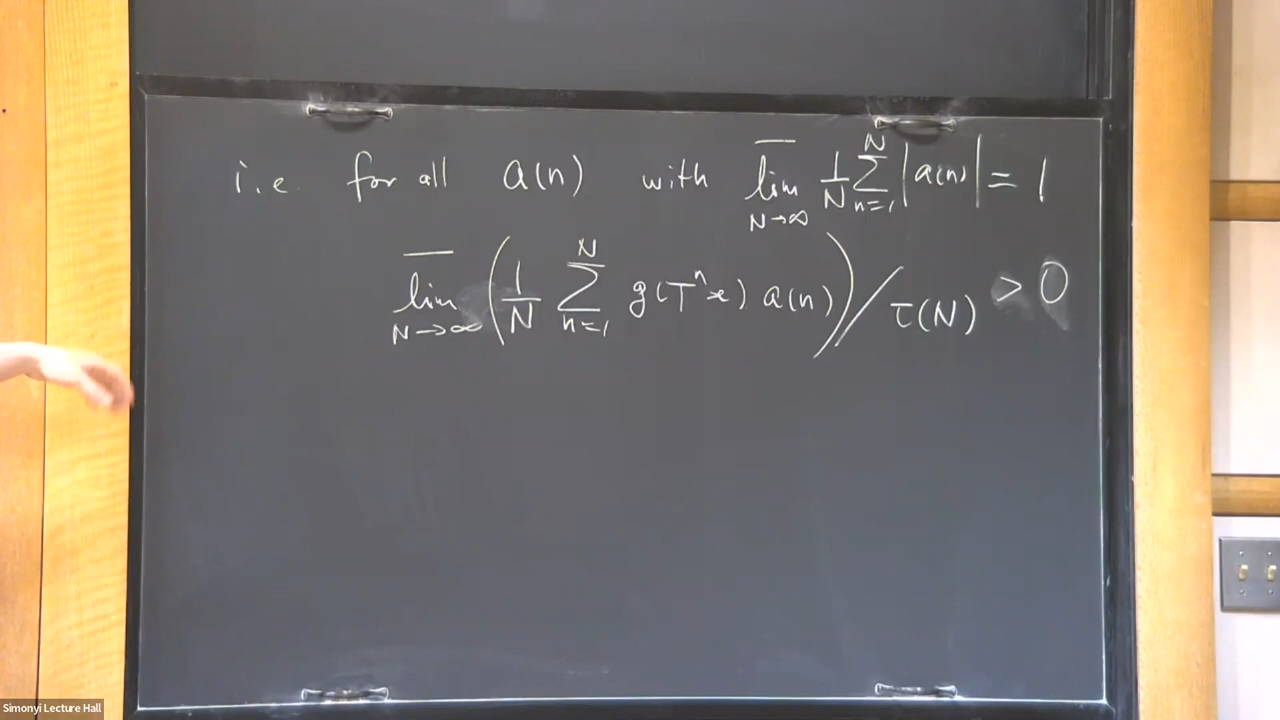 i.e. for all a(n) with $\overline{\lim}_{N\to\infty} \frac{1}{N}\sum_{n=1}^{N} |a(n)| = 1$
$\overline{\lim}_{N\to\infty} \left(\frac{1}{N} \sum_{n=1}^{N} g(T^n x) a(n)\right) / \tau(N) > 0$
Simonyi Lecture Hall